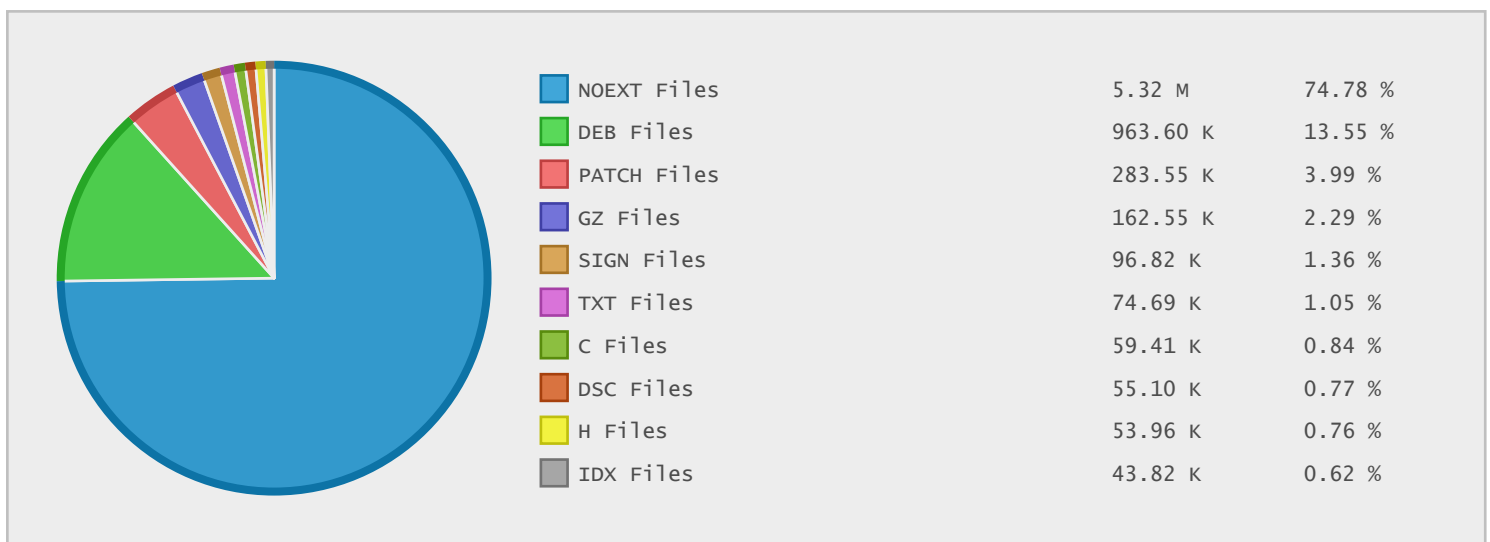 NOEXT Files 5.32 M 74.78 %
DEB Files 963.60 K 13.55 %
PATCH Files 283.55 K 3.99 %
GZ Files 162.55 K 2.29 %
SIGN Files 96.82 K 1.36 %
TXT Files 74.69 K 1.05 %
C Files 59.41 K 0.84 %
DSC Files 55.10 K 0.77 %
H Files 53.96 K 0.76 %
IDX Files 43.82 K 0.62 %